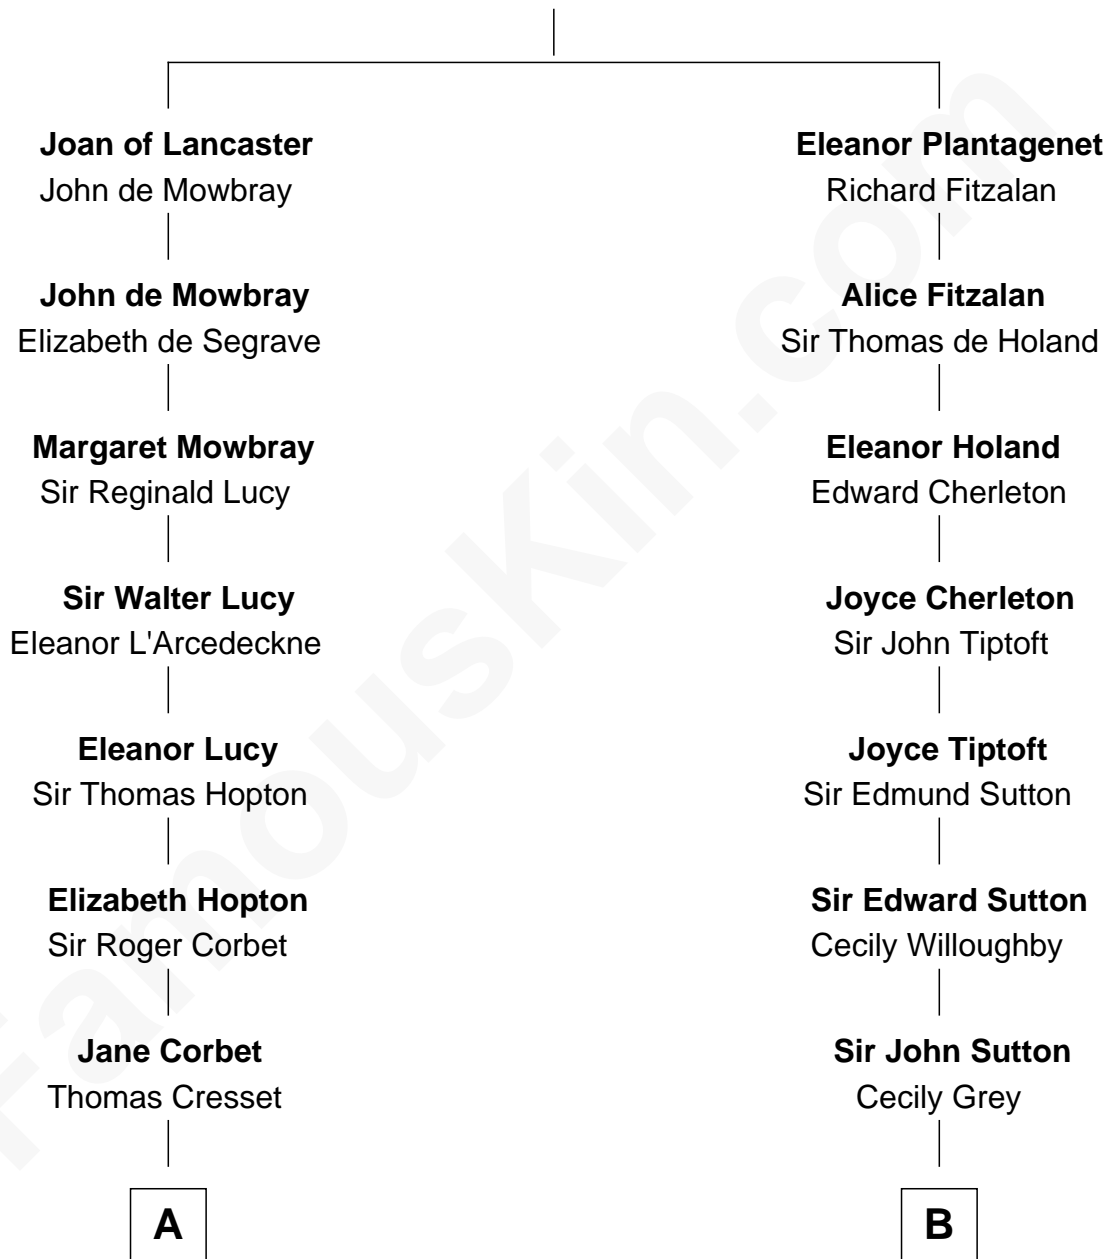 Joan of Lancaster
John de Mowbray
John de Mowbray
Elizabeth de Segrave
Margaret Mowbray
Sir Reginald Lucy
Sir Walter Lucy
Eleanor L'Arcedeckne
Eleanor Lucy
Sir Thomas Hopton
Elizabeth Hopton
Sir Roger Corbet
Jane Corbet
Thomas Cresset
A
Eleanor Plantagenet
Richard Fitzalan
Alice Fitzalan
Sir Thomas de Holand
Eleanor Holand
Edward Cherleton
Joyce Cherleton
Sir John Tiptoft
Joyce Tiptoft
Sir Edmund Sutton
Sir Edward Sutton
Cecily Willoughby
Sir John Sutton
Cecily Grey
B
FamousKin.com